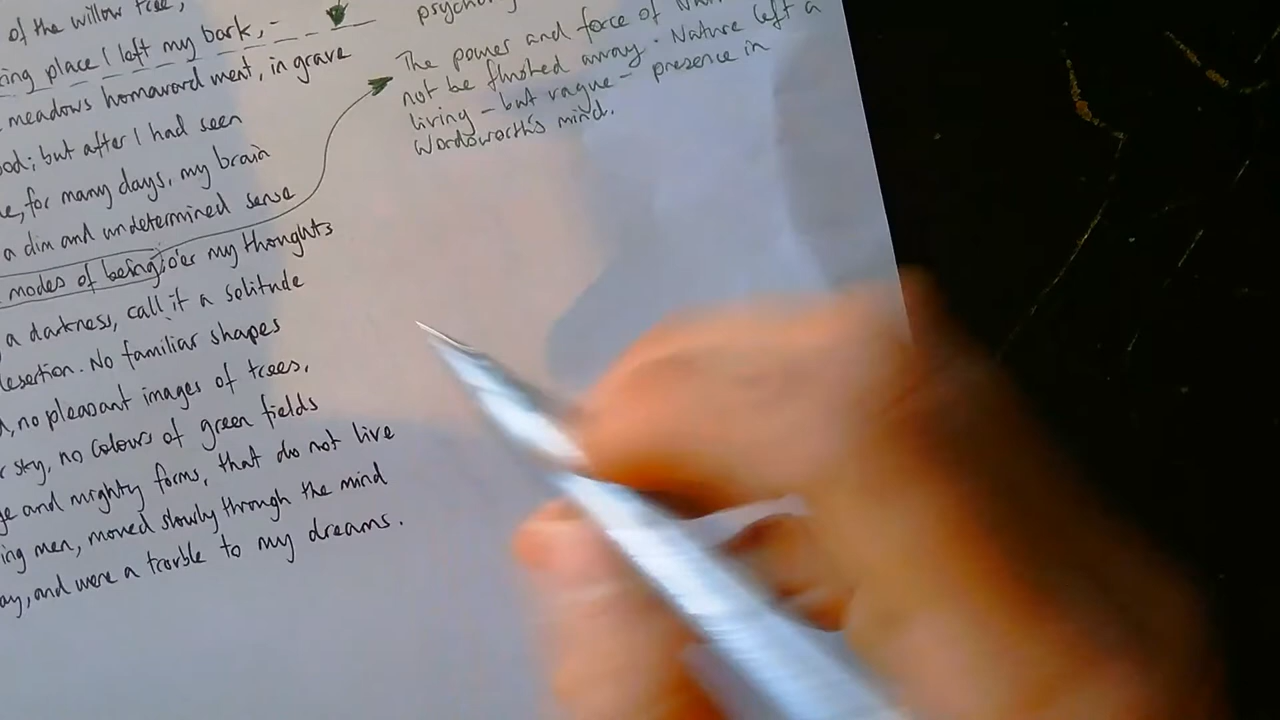 of the willow tree,
ing place I left my bark,-
meadows homeward went, in grave
ood; but after I had seen
e, for many days, my brain
a dim and undetermined sense
modes of being; o'er my thoughts
a darkness, call it a solitude
desertion. No familiar shapes
d, no pleasant images of trees,
r sky, no colours of green fields
ge and mighty forms, that do not live
ing men, moved slowly through the mind
ay, and were a trouble to my dreams.
The power and force of
not be flushed away. Nature left a
living - but vague - presence in
Wordsworth's mind.